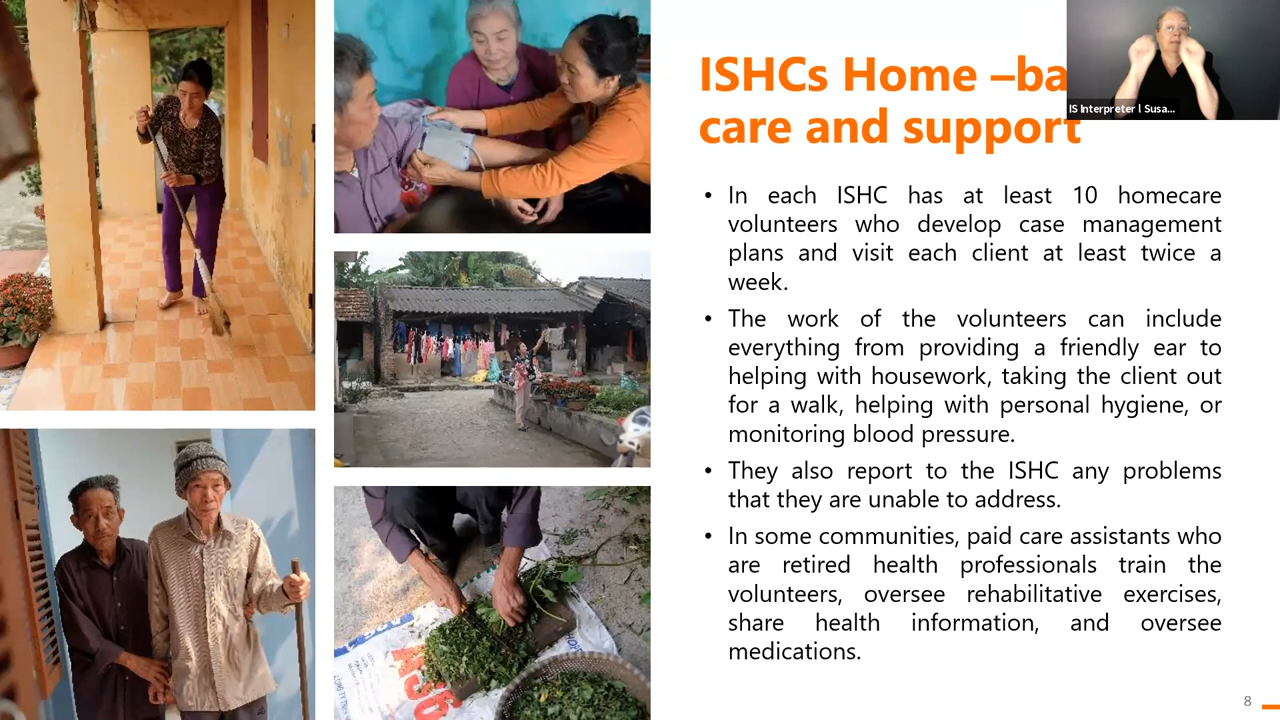 ISHCs Home –ba
care and support
IS Interpreter l Susa...
• In each ISHC has at least 10 homecare
volunteers who develop case management
plans and visit each client at least twice a
week.
• The work of the volunteers can include
everything from providing a friendly ear to
helping with housework, taking the client out
for a walk, helping with personal hygiene, or
monitoring blood pressure.
• They also report to the ISHC any problems
that they are unable to address.
• In some communities, paid care assistants who
are retired health professionals train the
volunteers, oversee rehabilitative exercises,
share health information, and oversee
medications.
8